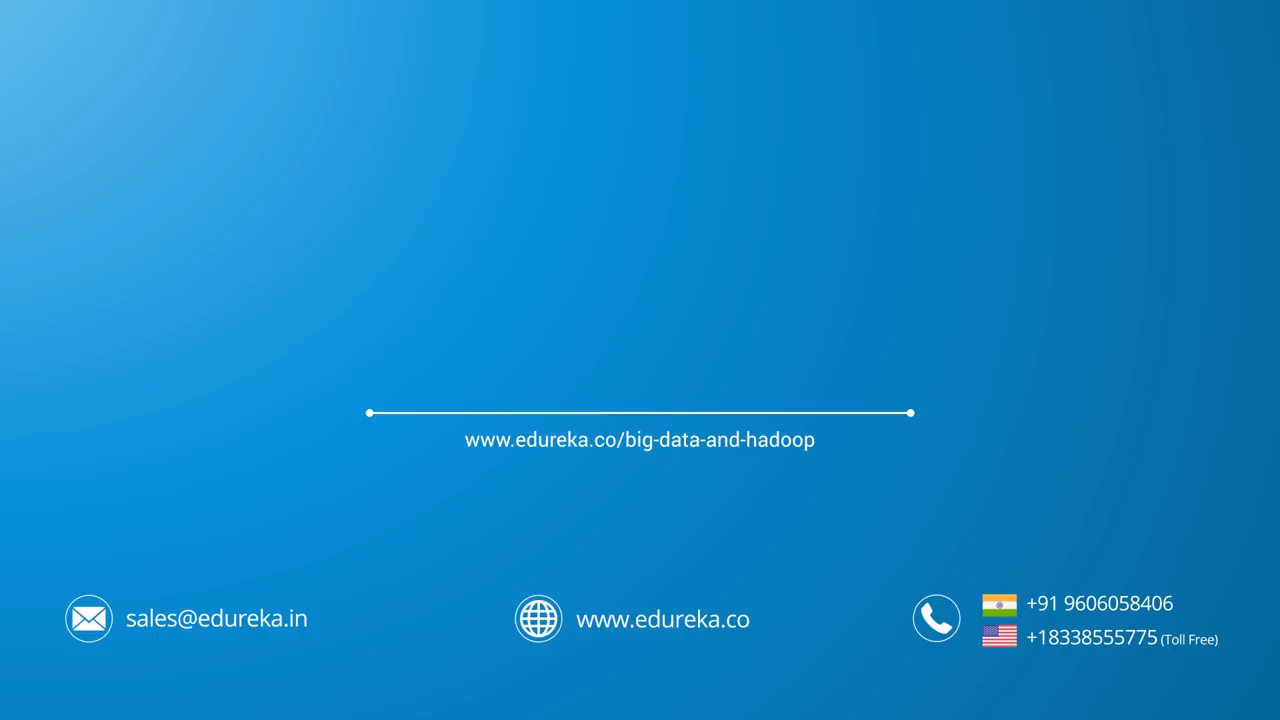 www.edureka.co/big-data-and-hadoop
sales@edureka.in
www.edureka.co
+91 9606058406
+18338555775 (Toll Free)